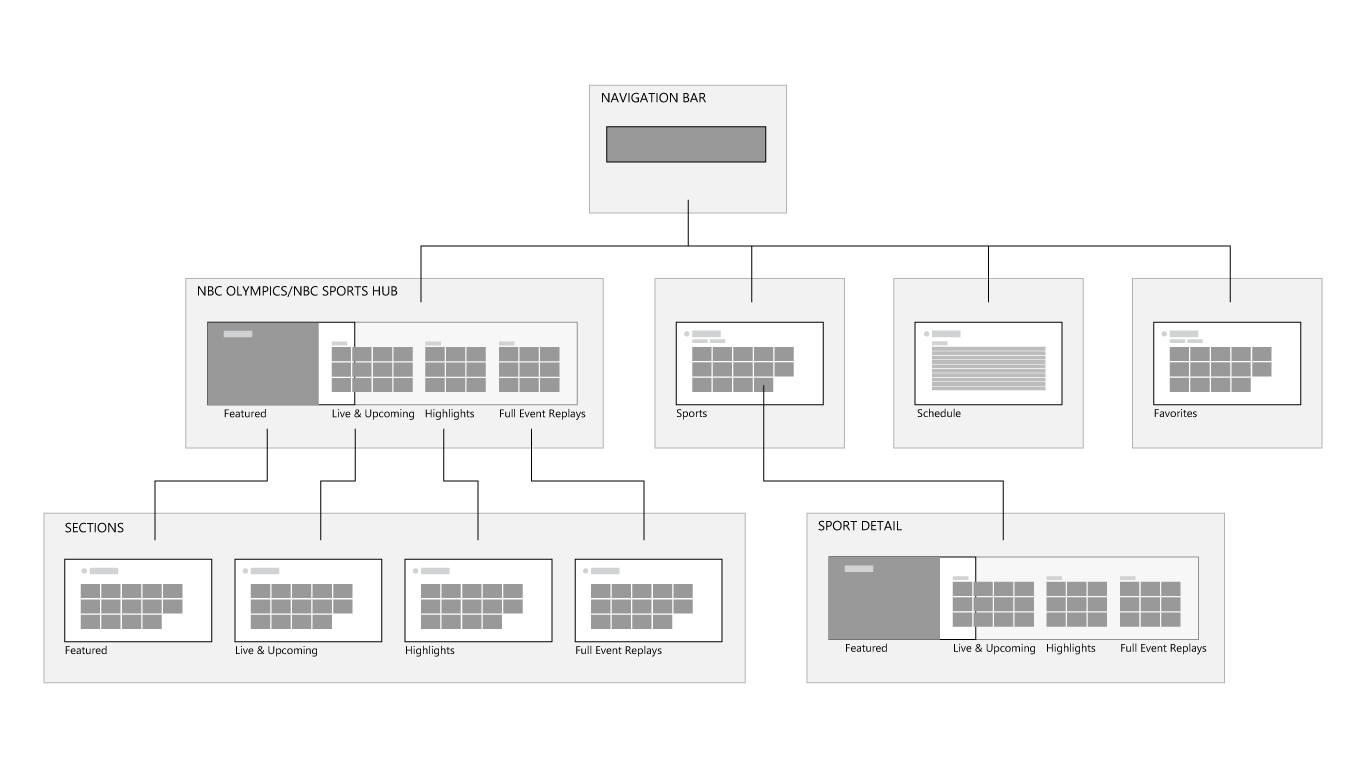 NAVIGATION BAR
NBC OLYMPICS/NBC SPORTS HUB
Featured
Live & Upcoming
Highlights
Full Event Replays
Sports
Schedule
Favorites
SECTIONS
Featured
Live & Upcoming
Highlights
Full Event Replays
SPORT DETAIL
Featured
Live & Upcoming
Highlights
Full Event Replays